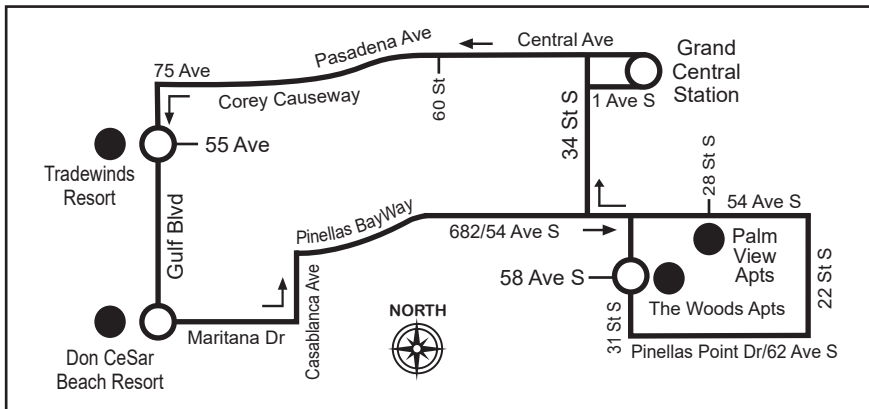 Pasadena Ave
Central Ave
Grand
Central
Station
75 Ave
Corey Causeway
60 St
1 Ave S
34 St S
55 Ave
Tradewinds
Resort
28 St S
54 Ave S
Pinellas BayWay
682/54 Ave S
Gulf Blvd
Palm
View
Apts
58 Ave S
22 St S
The Woods Apts
Casablanca Ave
NORTH
31 St S
Maritana Dr
Pinellas Point Dr/62 Ave S
Don CeSar
Beach Resort